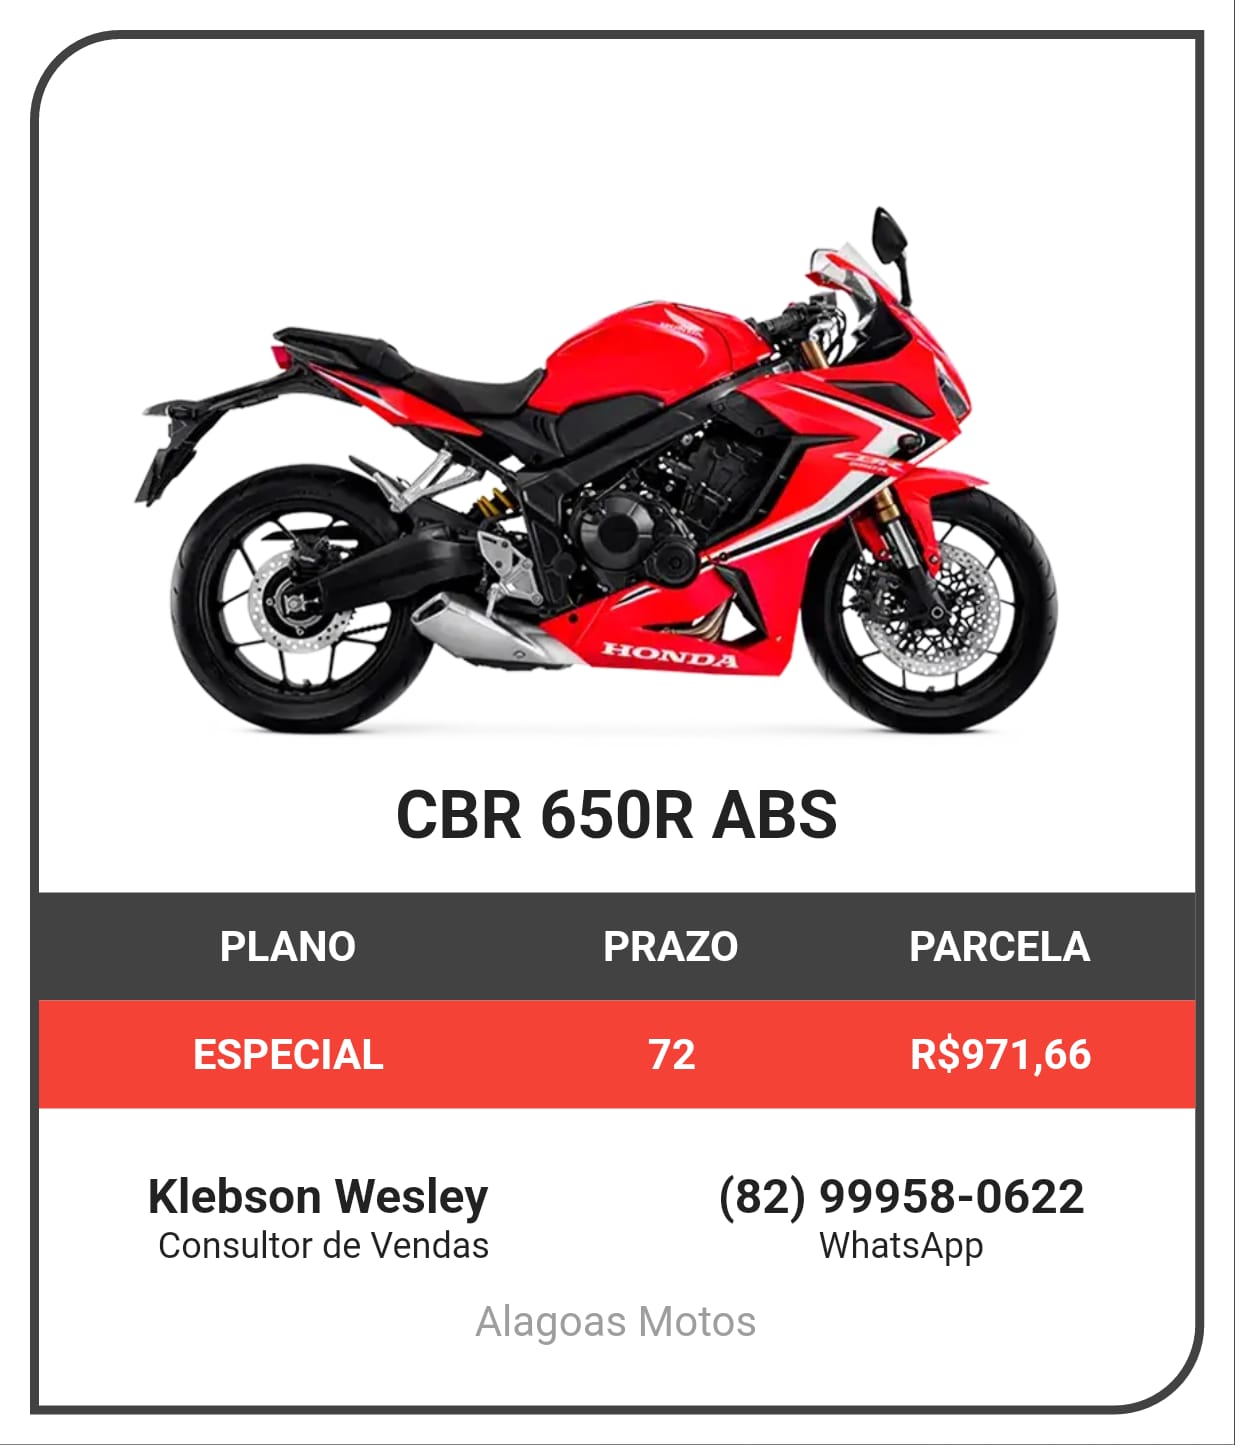 HONDA
CBR 650R ABS
PLANO PRAZO PARCELA
ESPECIAL 72 R$971,66
Klebson Wesley (82) 99958-0622
Consultor de Vendas WhatsApp
Alagoas Motos